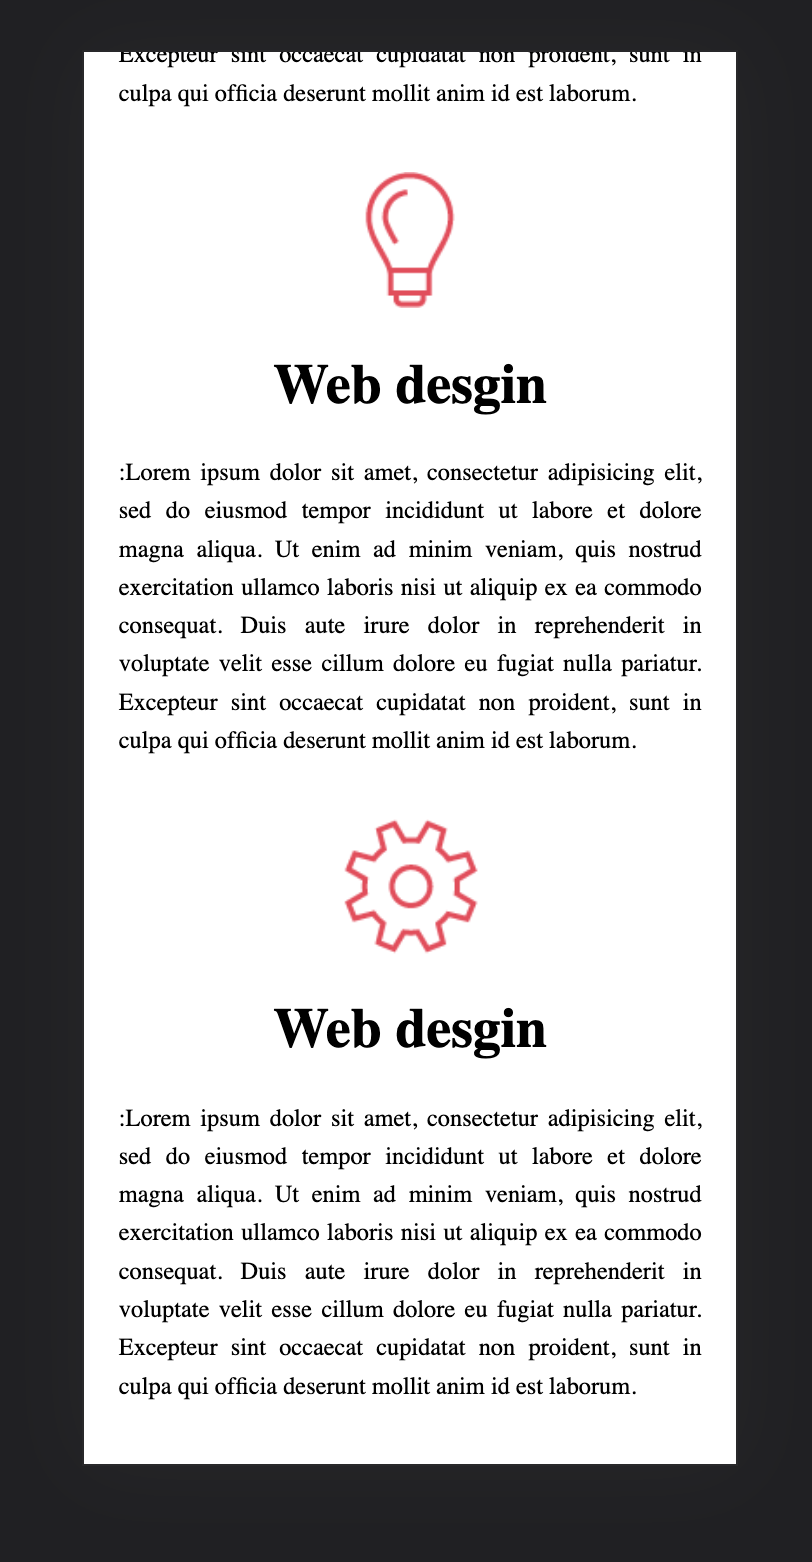 Excepteur sint occaecat cupidatat non proident, sunt in
culpa qui officia deserunt mollit anim id est laborum.
Web desgin
:Lorem ipsum dolor sit amet, consectetur adipisicing elit,
sed do eiusmod tempor incididunt ut labore et dolore
magna aliqua. Ut enim ad minim veniam, quis nostrud
exercitation ullamco laboris nisi ut aliquip ex ea commodo
consequat. Duis aute irure dolor in reprehenderit in
voluptate velit esse cillum dolore eu fugiat nulla pariatur.
Excepteur sint occaecat cupidatat non proident, sunt in
culpa qui officia deserunt mollit anim id est laborum.
Web desgin
:Lorem ipsum dolor sit amet, consectetur adipisicing elit,
sed do eiusmod tempor incididunt ut labore et dolore
magna aliqua. Ut enim ad minim veniam, quis nostrud
exercitation ullamco laboris nisi ut aliquip ex ea commodo
consequat. Duis aute irure dolor in reprehenderit in
voluptate velit esse cillum dolore eu fugiat nulla pariatur.
Excepteur sint occaecat cupidatat non proident, sunt in
culpa qui officia deserunt mollit anim id est laborum.